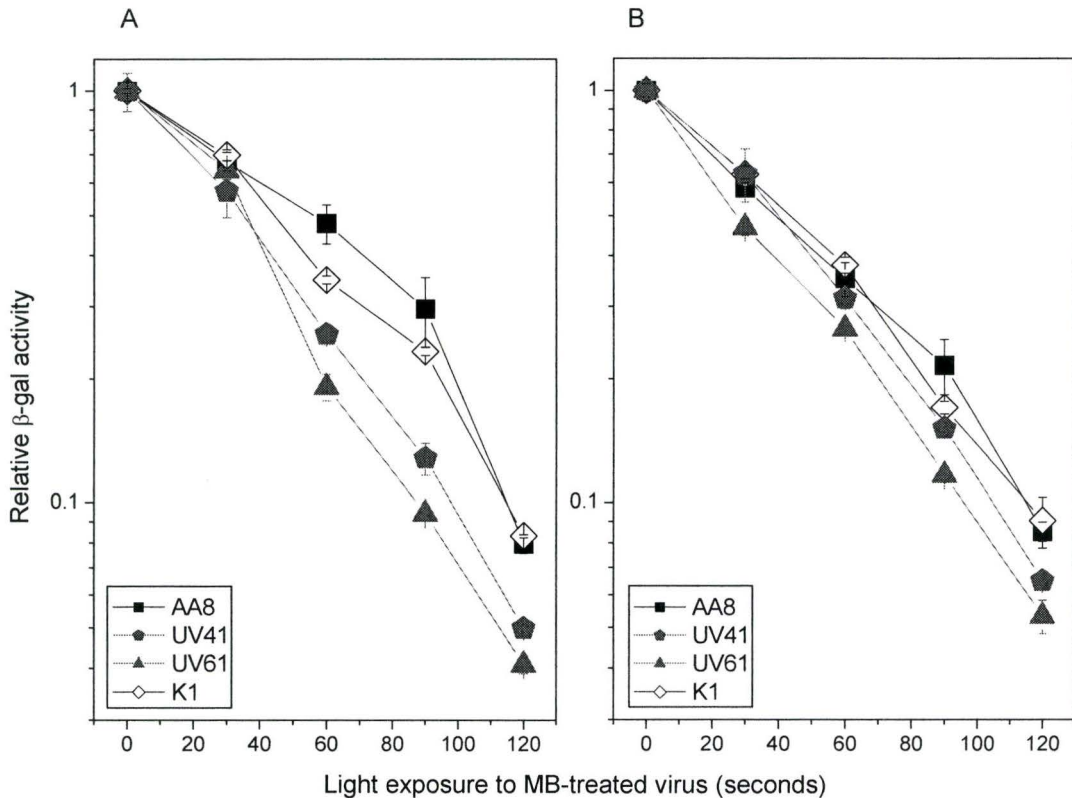 A
B
Relative β-gal activity
1
0.1
1
0.1
AA8
UV41
UV61
K1
AA8
UV41
UV61
K1
0 20 40 60 80 100 120
0 20 40 60 80 100 120
Light exposure to MB-treated virus (seconds)